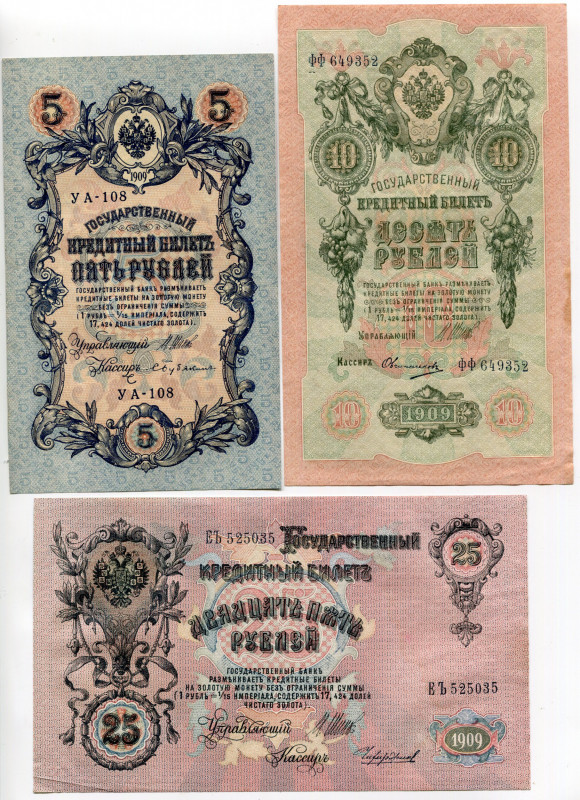 5 5
1909
УА-108
ГОСУДАРСТВЕННЫЙ
КРЕДИТНЫЙ БИЛЕТЪ
ПЯТЬ РУБЛЕЙ
ГОСУДАРСТВЕННЫЙ БАНКЪ РАЗМѢНИВАЕТЪ
КРЕДИТНЫЕ БИЛЕТЫ НА ЗОЛОТУЮ МОНЕТУ
БЕЗЪ ОГРАНИЧЕНІЯ СУММЫ
(1 РУБЛЬ = 1/15 ИМПЕРІАЛА, СОДЕРЖИТЪ
17,424 ДОЛЕЙ ЧИСТАГО ЗОЛОТА).
Управляющій
Кассиръ
УА-108
5
ФФ 649352
10 10
ГОСУДАРСТВЕННЫЙ
КРЕДИТНЫЙ БИЛЕТЪ
ДЕСЯТЬ
РУБЛЕЙ
ГОСУДАРСТВЕННЫЙ БАНКЪ РАЗМѢНИВАЕТЪ
КРЕДИТНЫЕ БИЛЕТЫ НА ЗОЛОТУЮ МОНЕТУ
БЕЗЪ ОГРАНИЧЕНІЯ СУММЫ
(1 РУБЛЬ = 1/15 ИМПЕРІАЛА, СОДЕРЖИТЪ
17,424 ДОЛЕЙ ЧИСТАГО ЗОЛОТА).
УПРАВЛЯЮЩІЙ
КАССИРЪ ФФ 649352
10 1909 10
ЕЪ 525035 ГОСУДАРСТВЕННЫЙ 25
КРЕДИТНЫЙ БИЛЕТЪ
ДВАДЦАТЬ ПЯТЬ
РУБЛЕЙ
ГОСУДАРСТВЕННЫЙ БАНКЪ
РАЗМѢНИВАЕТЪ КРЕДИТНЫЕ БИЛЕТЫ
НА ЗОЛОТУЮ МОНЕТУ БЕЗЪ ОГРАНИЧЕНІЯ СУММЫ
(1 РУБЛЬ = 1/15 ИМПЕРІАЛА, СОДЕРЖИТЪ 17,424 ДОЛЕЙ
ЧИСТАГО ЗОЛОТА).
ЕЪ 525035
25 Управляющій
Кассиръ 1909